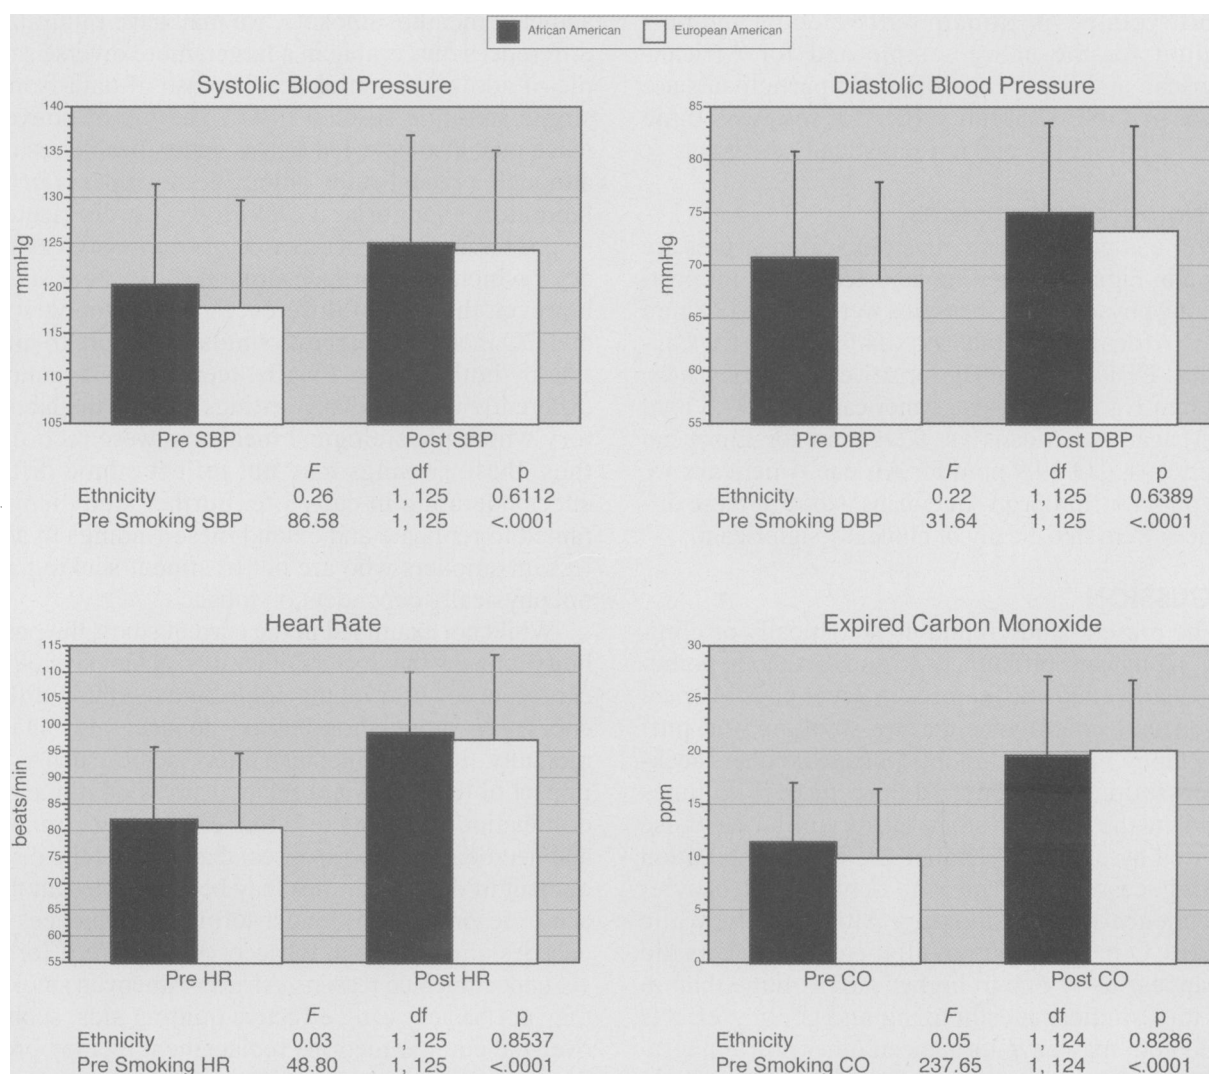 African American European American
Systolic Blood Pressure
140
135
130
125
120
115
110
105
mmHg
Pre SBP Post SBP
F df p
Ethnicity 0.26 1, 125 0.6112
Pre Smoking SBP 86.58 1, 125 <.0001
Diastolic Blood Pressure
85
80
75
70
65
60
55
mmHg
Pre DBP Post DBP
F df p
Ethnicity 0.22 1, 125 0.6389
Pre Smoking DBP 31.64 1, 125 <.0001
Heart Rate
115
110
105
100
95
90
85
80
75
70
65
60
55
beats/min
Pre HR Post HR
F df p
Ethnicity 0.03 1, 125 0.8537
Pre Smoking HR 48.80 1, 125 <.0001
Expired Carbon Monoxide
30
25
20
15
10
5
0
ppm
Pre CO Post CO
F df p
Ethnicity 0.05 1, 124 0.8286
Pre Smoking CO 237.65 1, 124 <.0001